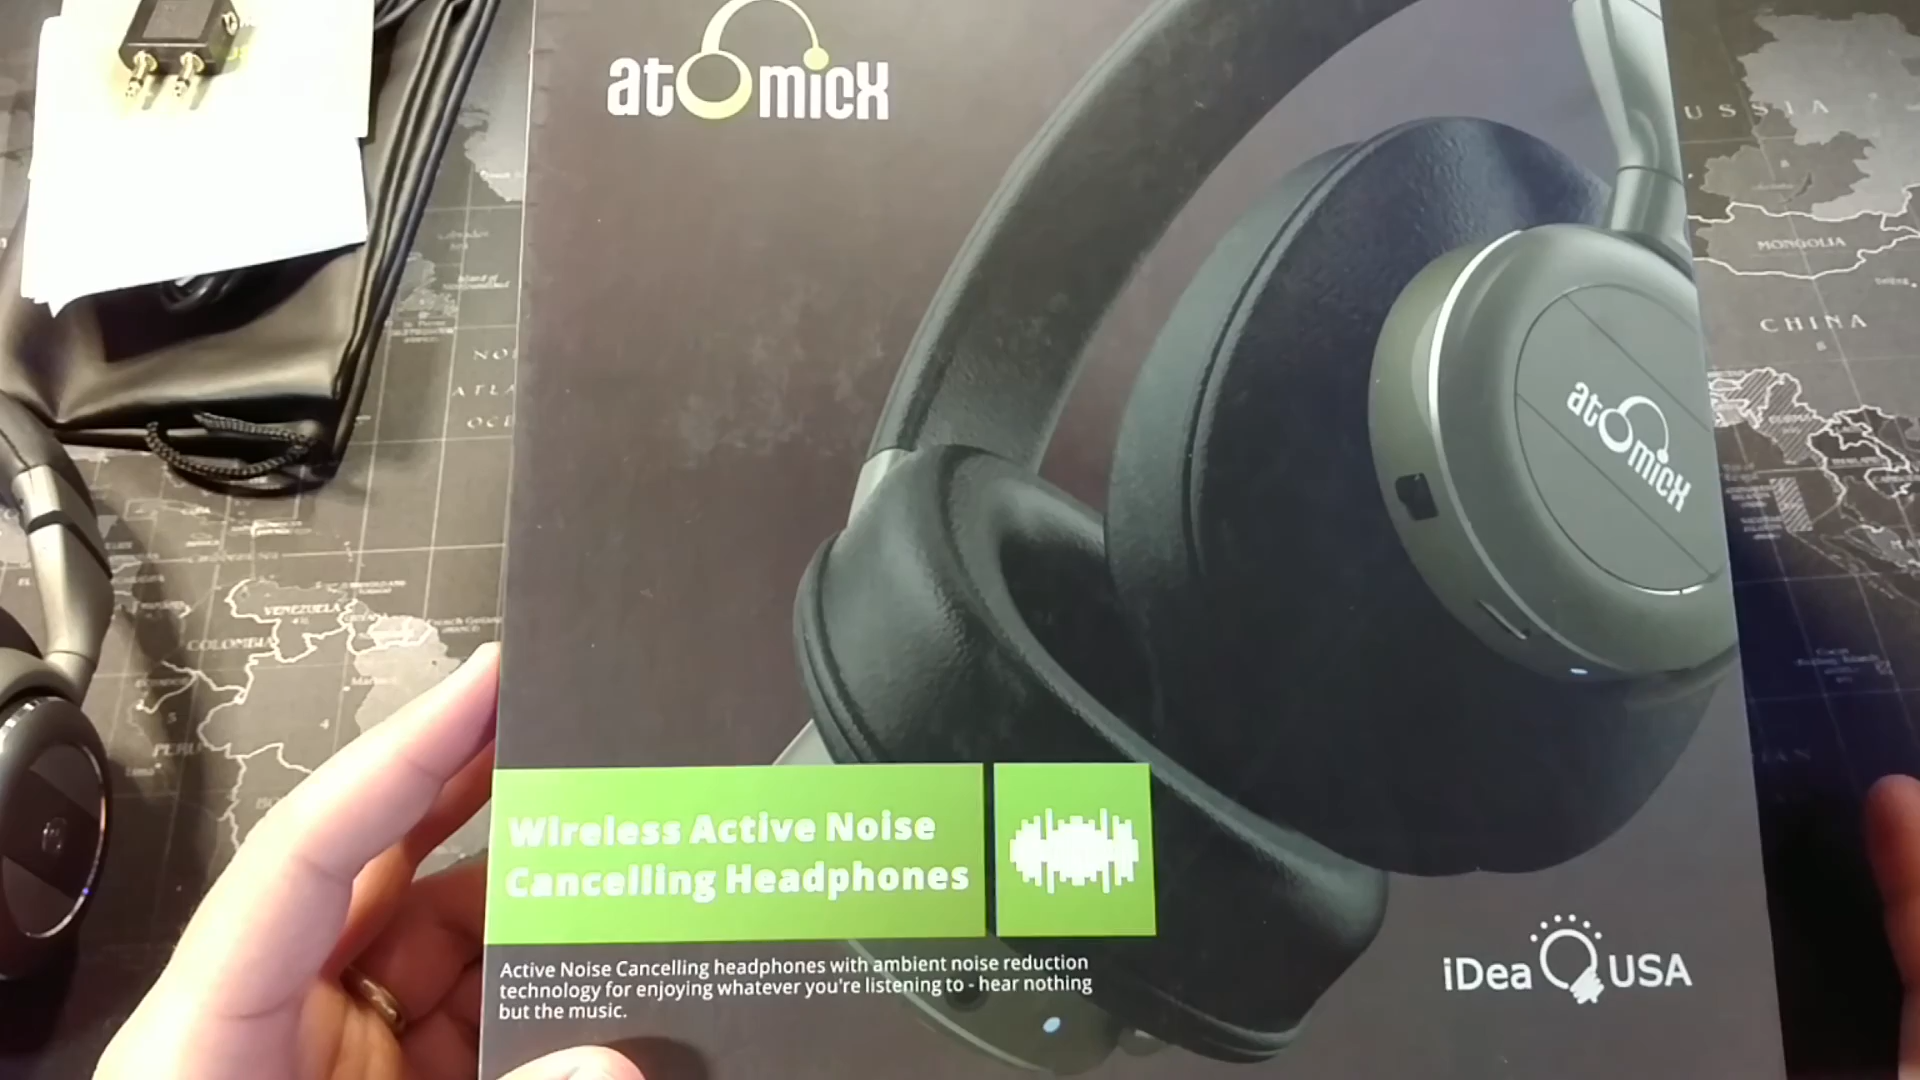 atomicX
atomicX
Wireless Active Noise
Cancelling Headphones
Active Noise Cancelling headphones with ambient noise reduction
technology for enjoying whatever you're listening to - hear nothing
but the music.
iDea USA
RUSSIA
MONGOLIA
CHINA
VENEZUELA
COLOMBIA
PERU